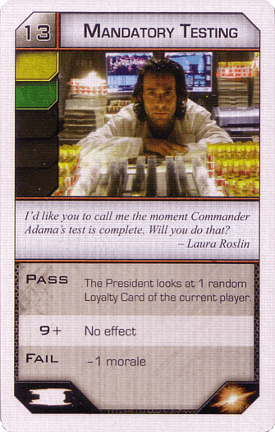 13 MANDATORY TESTING
I'd like you to call me the moment Commander
Adama's test is complete. Will you do that?
– Laura Roslin
PASS The President looks at 1 random
Loyalty Card of the current player.
9+ No effect
FAIL -1 morale